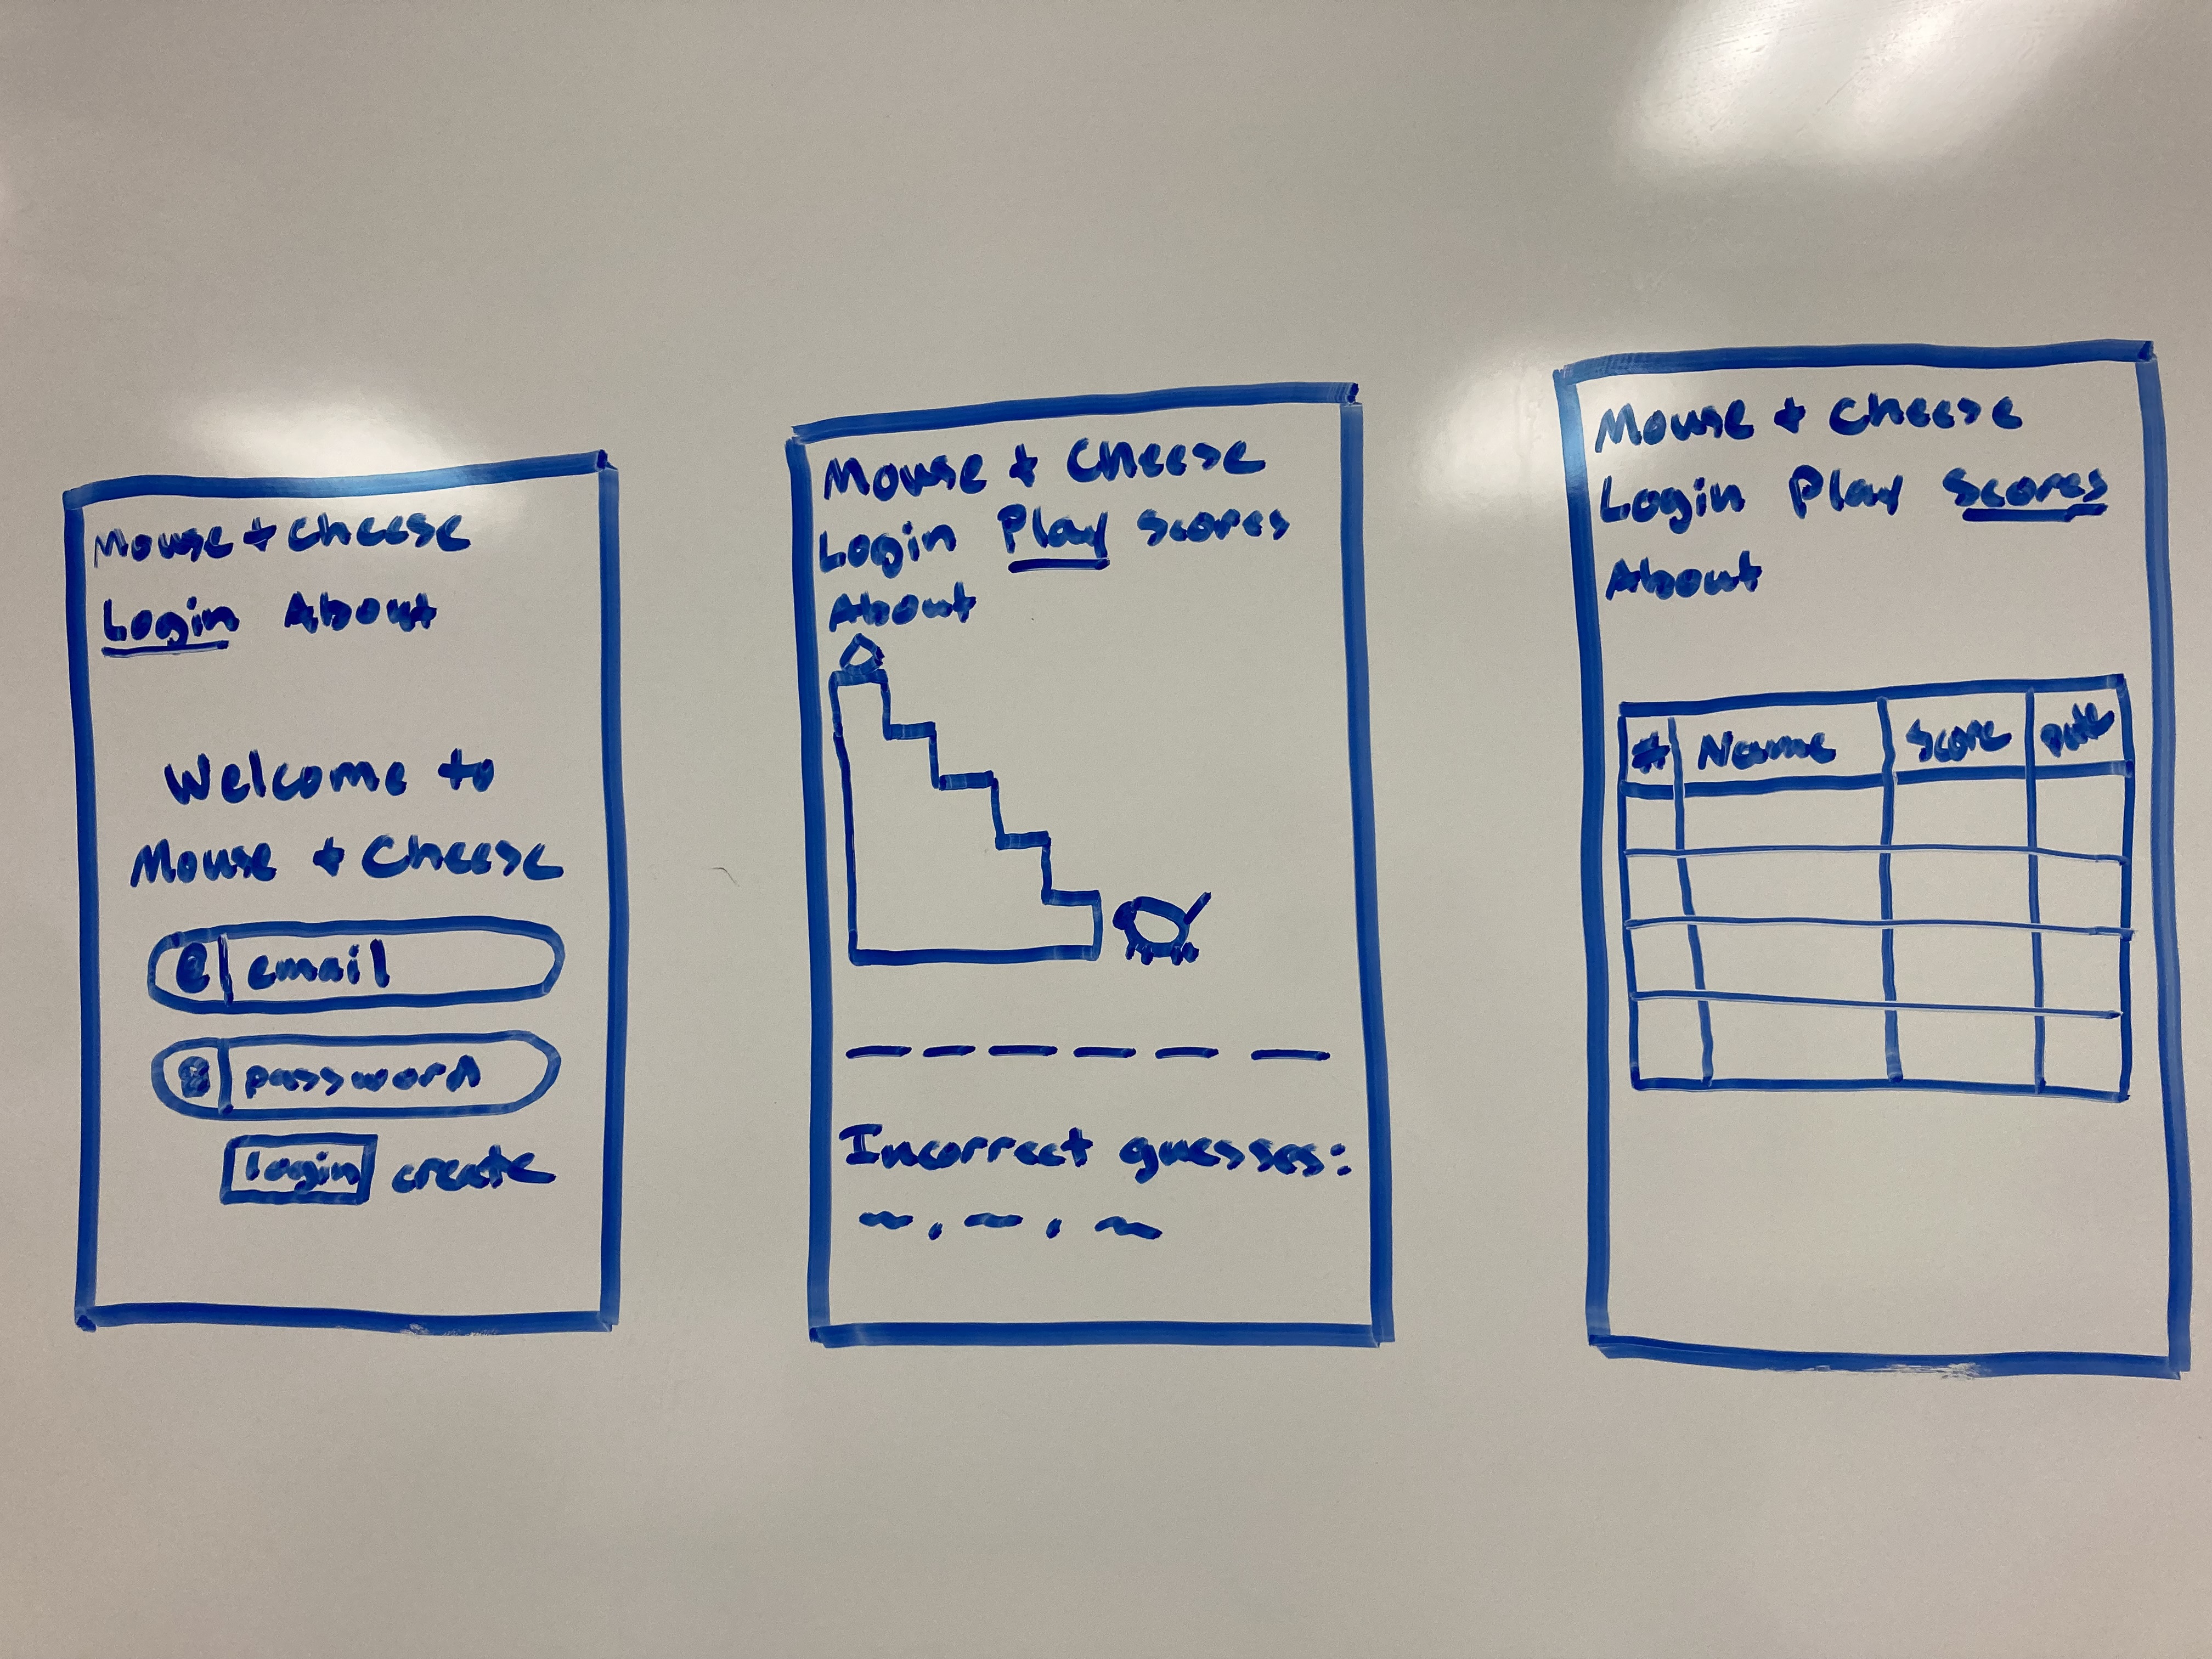 Mouse + Cheese
Login About
Welcome to
Mouse + Cheese
@ email
password
login create
Mouse + Cheese
Login Play Scores
About
Incorrect guesses:
Mouse + Cheese
Login Play Scores
About
# Name Score Date